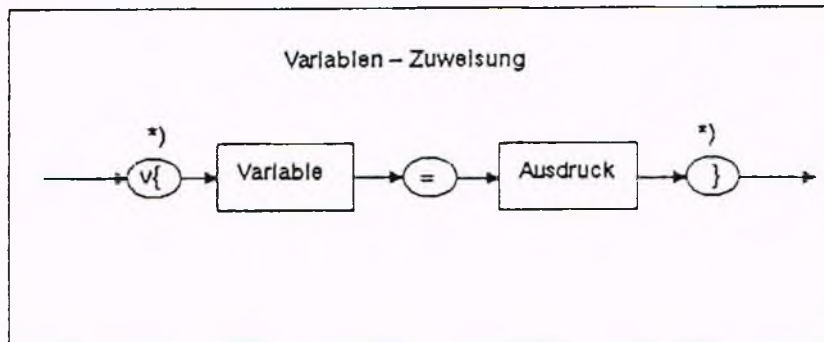 Variablen – Zuweisung
*) *)
v{ Variable = Ausdruck }